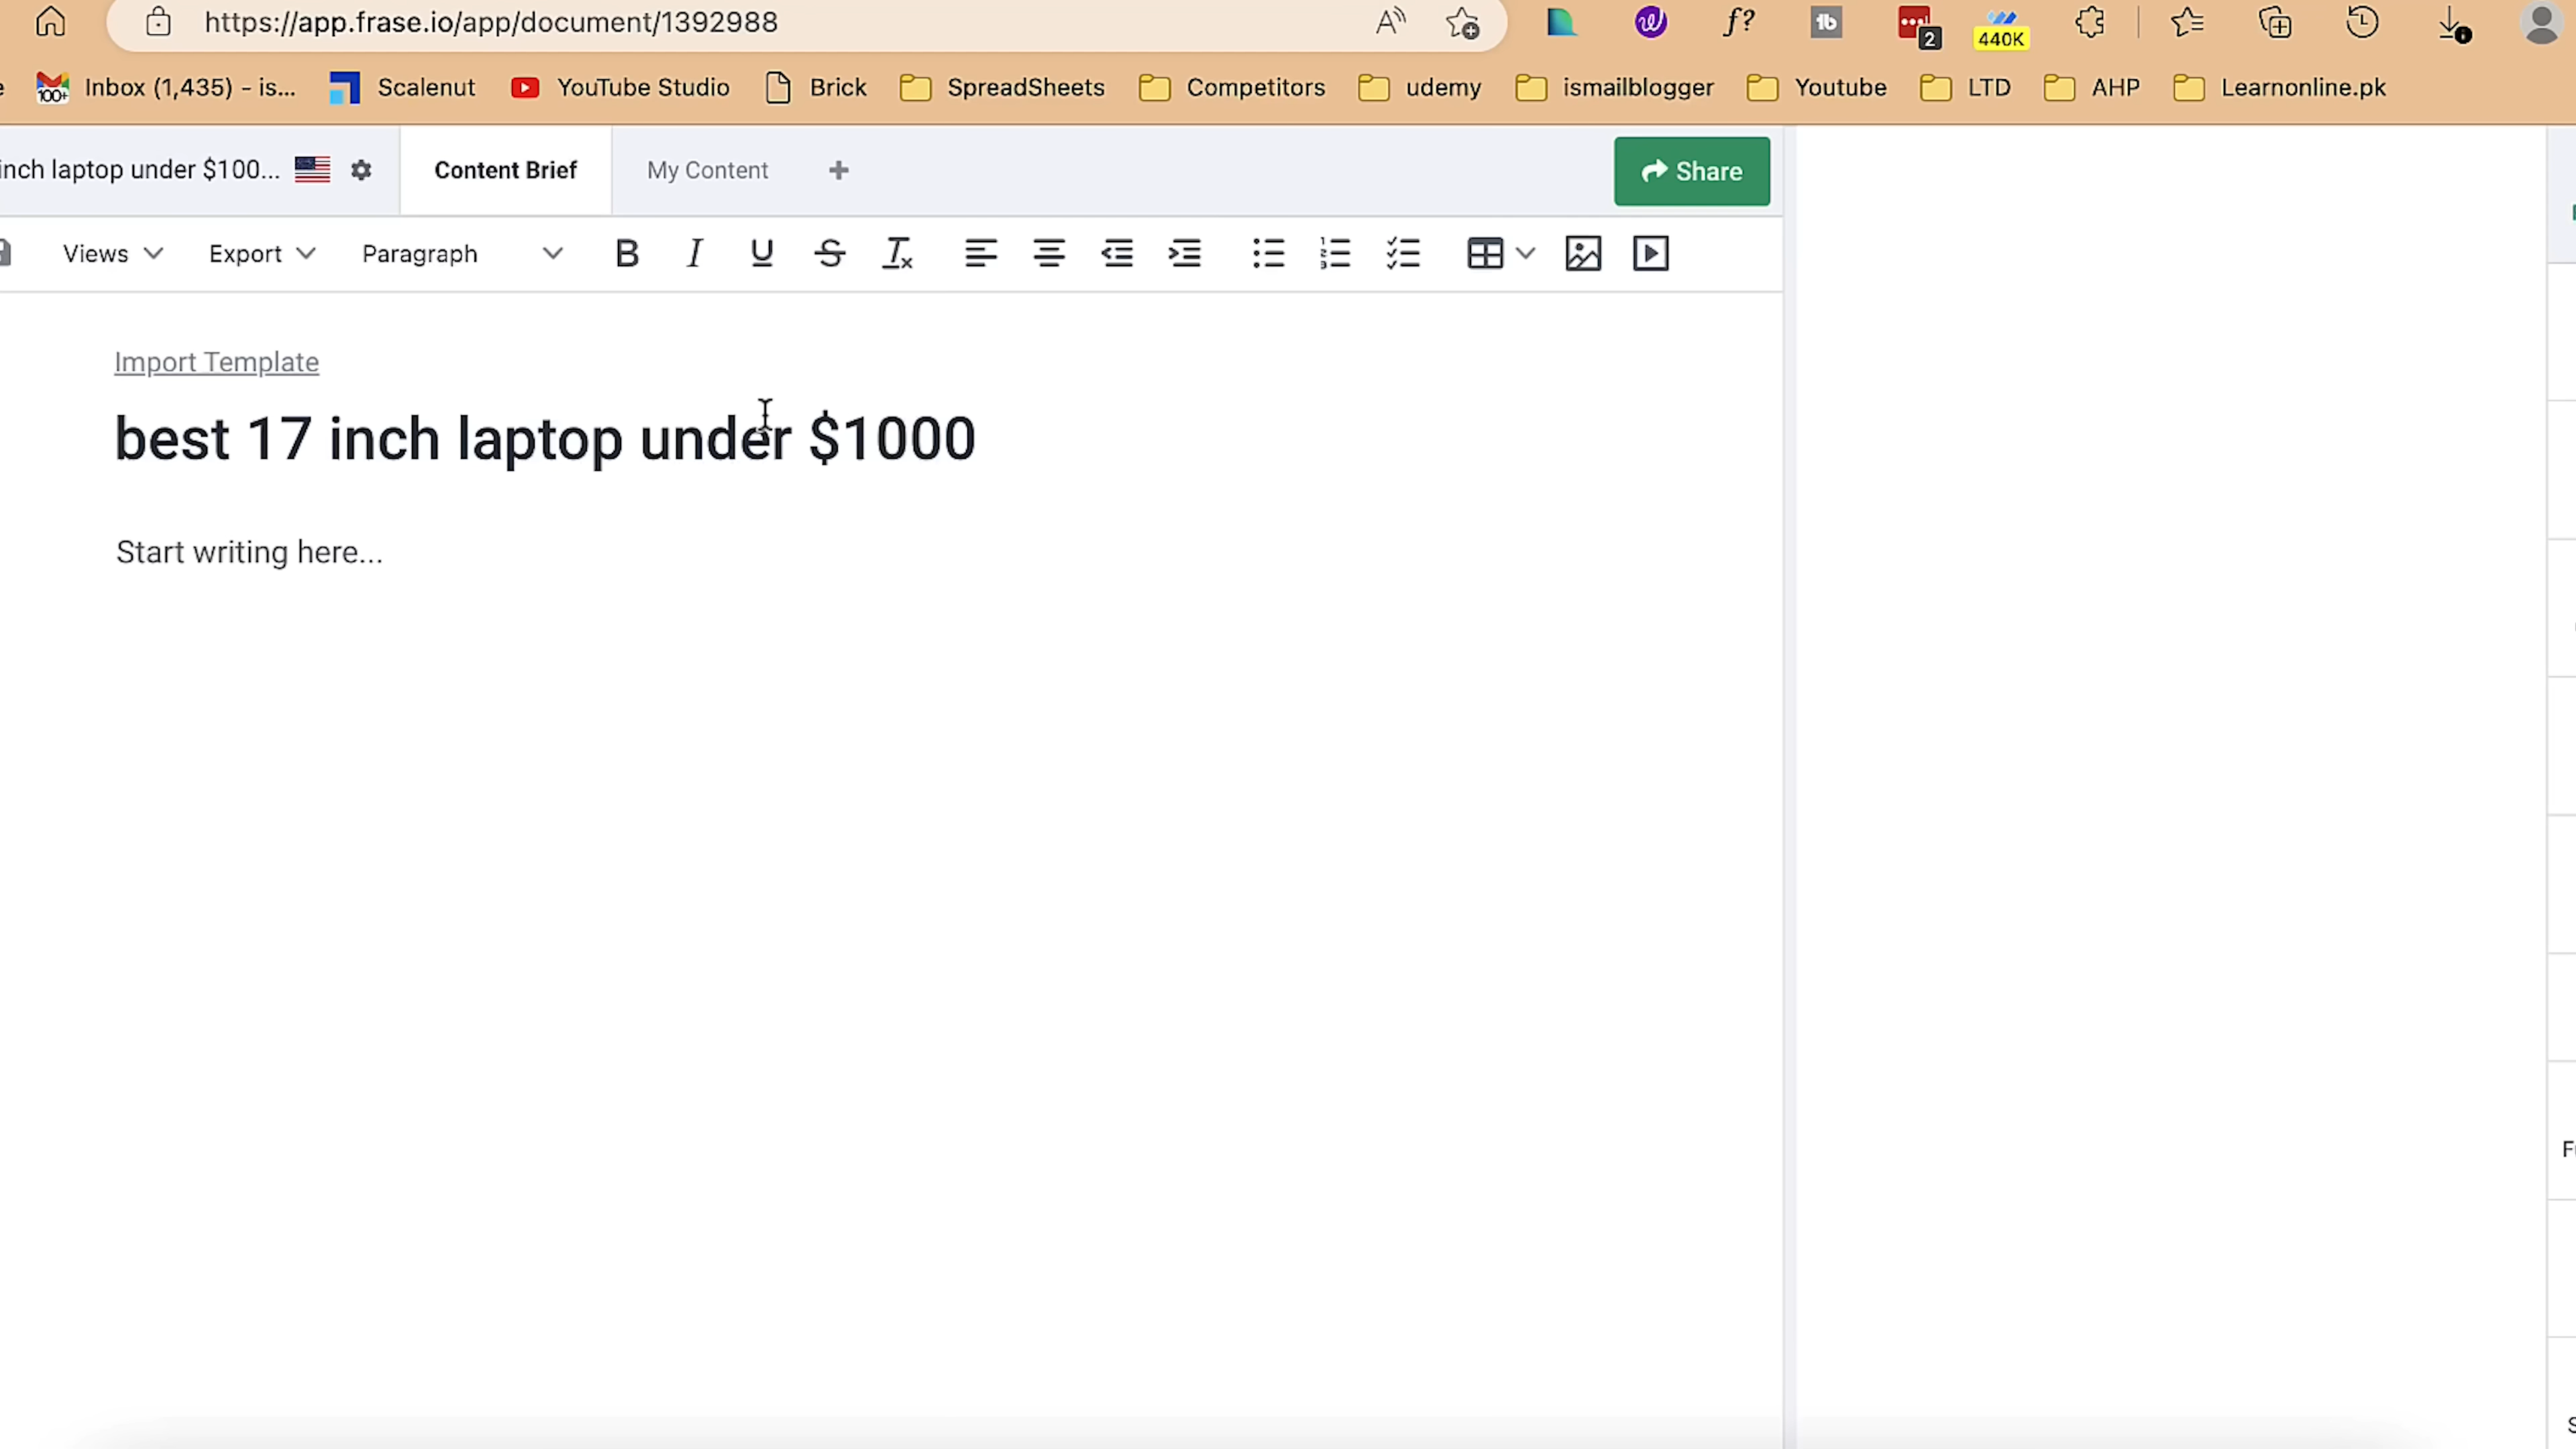 https://app.frase.io/app/document/1392988
2
440K
100+ Inbox (1,435) - is... Scalenut YouTube Studio Brick SpreadSheets Competitors udemy ismailblogger Youtube LTD AHP Learnonline.pk
inch laptop under $100... Content Brief My Content + Share
Views Export Paragraph B I U S
Import Template
best 17 inch laptop under $1000
Start writing here...